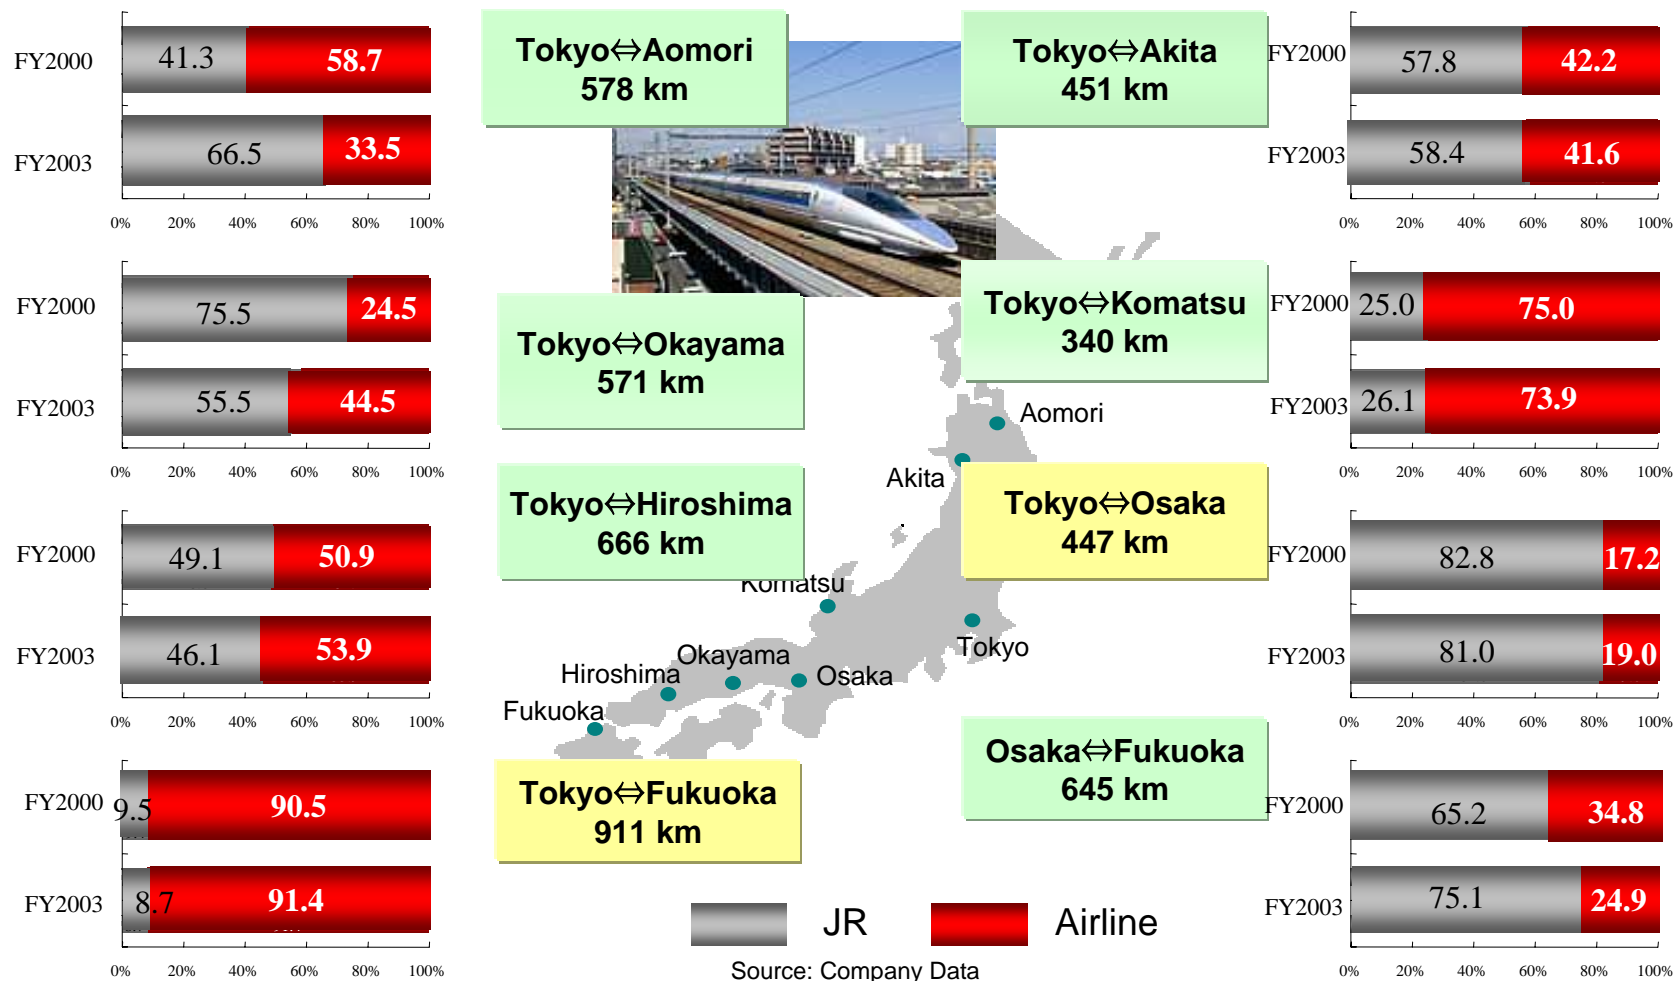 Tokyo⇔Aomori
578 km
FY2000
41.3
58.7
FY2003
66.5
33.5
0% 20% 40% 60% 80% 100%
Tokyo⇔Akita
451 km
FY2000
57.8
42.2
FY2003
58.4
41.6
0% 20% 40% 60% 80% 100%
Tokyo⇔Okayama
571 km
FY2000
75.5
24.5
FY2003
55.5
44.5
0% 20% 40% 60% 80% 100%
Tokyo⇔Komatsu
340 km
FY2000
25.0
75.0
FY2003
26.1
73.9
0% 20% 40% 60% 80% 100%
Tokyo⇔Hiroshima
666 km
FY2000
49.1
50.9
FY2003
46.1
53.9
0% 20% 40% 60% 80% 100%
Tokyo⇔Osaka
447 km
FY2000
82.8
17.2
FY2003
81.0
19.0
0% 20% 40% 60% 80% 100%
Tokyo⇔Fukuoka
911 km
FY2000
9.5
90.5
FY2003
8.7
91.4
0% 20% 40% 60% 80% 100%
Osaka⇔Fukuoka
645 km
FY2000
65.2
34.8
FY2003
75.1
24.9
0% 20% 40% 60% 80% 100%
Aomori
Akita
Komatsu
Tokyo
Okayama
Hiroshima
Osaka
Fukuoka
JR
Airline
Source: Company Data